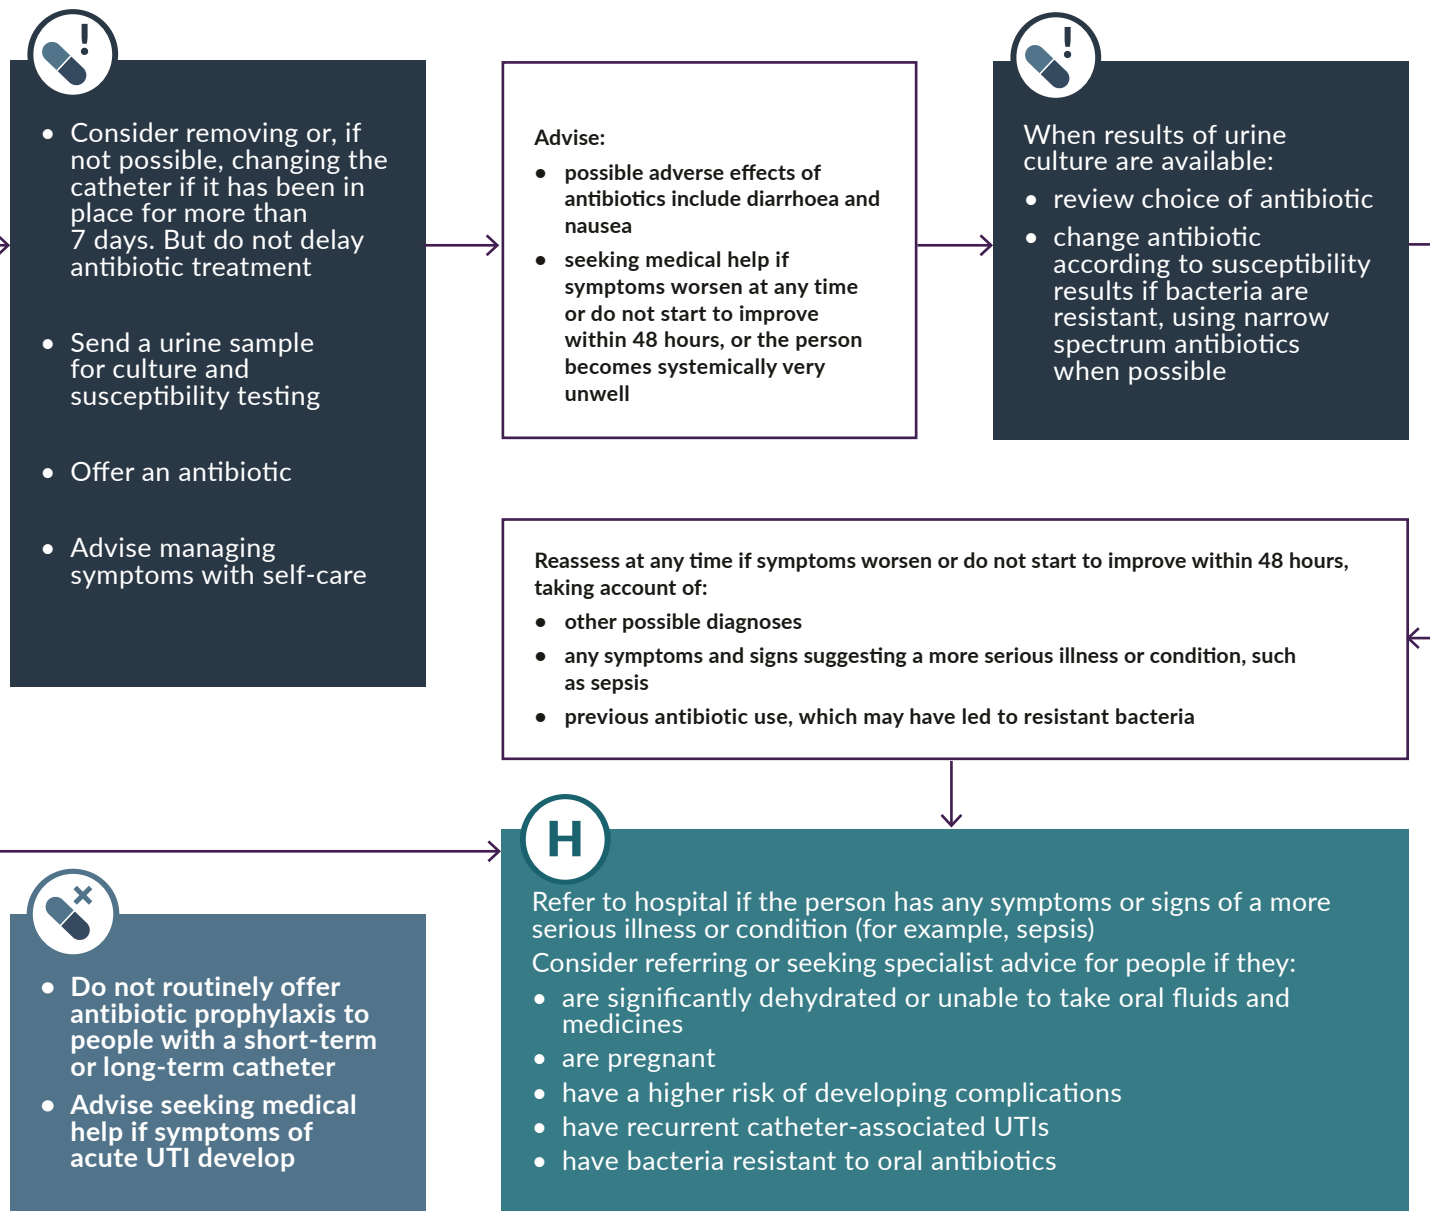 • Consider removing or, if
not possible, changing the
catheter if it has been in
place for more than
7 days. But do not delay
antibiotic treatment
• Send a urine sample
for culture and
susceptibility testing
• Offer an antibiotic
• Advise managing
symptoms with self-care
Advise:
• possible adverse effects of
antibiotics include diarrhoea and
nausea
• seeking medical help if
symptoms worsen at any time
or do not start to improve
within 48 hours, or the person
becomes systemically very
unwell
When results of urine
culture are available:
• review choice of antibiotic
• change antibiotic
according to susceptibility
results if bacteria are
resistant, using narrow
spectrum antibiotics
when possible
Reassess at any time if symptoms worsen or do not start to improve within 48 hours,
taking account of:
• other possible diagnoses
• any symptoms and signs suggesting a more serious illness or condition, such
as sepsis
• previous antibiotic use, which may have led to resistant bacteria
• Do not routinely offer
antibiotic prophylaxis to
people with a short-term
or long-term catheter
• Advise seeking medical
help if symptoms of
acute UTI develop
H
Refer to hospital if the person has any symptoms or signs of a more
serious illness or condition (for example, sepsis)
Consider referring or seeking specialist advice for people if they:
• are significantly dehydrated or unable to take oral fluids and
medicines
• are pregnant
• have a higher risk of developing complications
• have recurrent catheter-associated UTIs
• have bacteria resistant to oral antibiotics